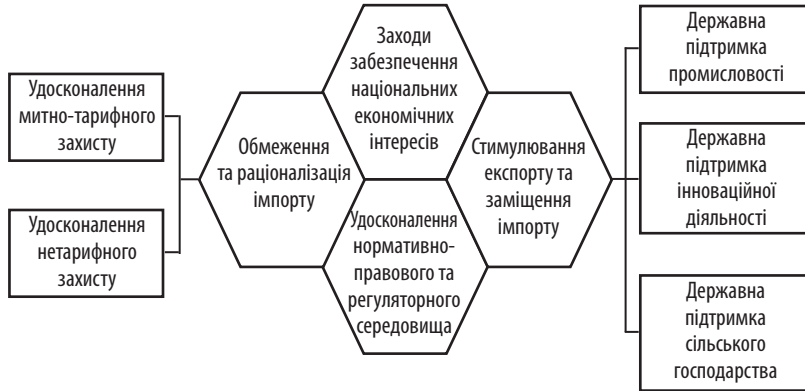 Удосконалення
митно-тарифного
захисту
Удосконалення
нетарифного
захисту
Обмеження
та раціоналізація
імпорту
Заходи
забезпечення
національних
економічних
інтересів
Удосконалення
нормативно-
правового та
регуляторного
середовища
Стимулювання
експорту та
заміщення
імпорту
Державна
підтримка
промисловості
Державна
підтримка
інноваційної
діяльності
Державна
підтримка
сільського
господарства